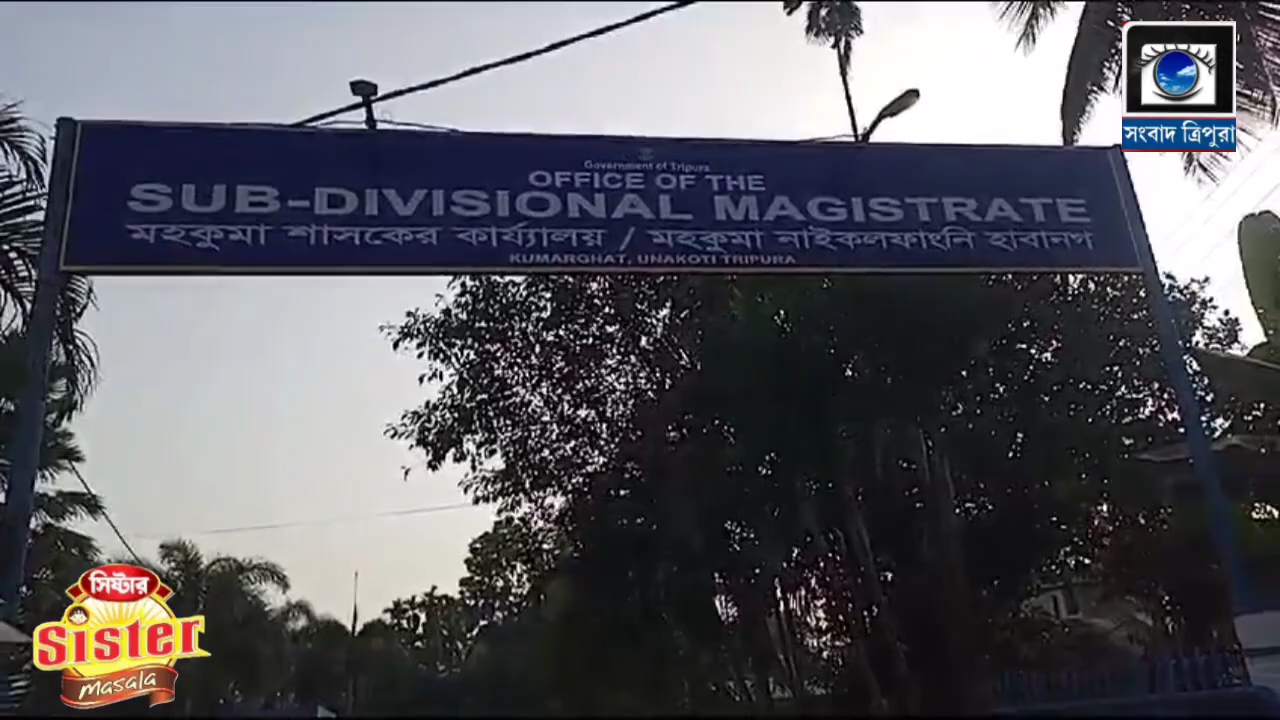 সংবাদ ত্রিপুরা
Government of Tripura
OFFICE OF THE
SUB-DIVISIONAL MAGISTRATE
মহকুমা শাসকের কার্য্যালয় / মহকুমা নাইকলফাংনি হাবানগ
KUMARGHAT, UNAKOTI TRIPURA
সিষ্টার
Sister
masala